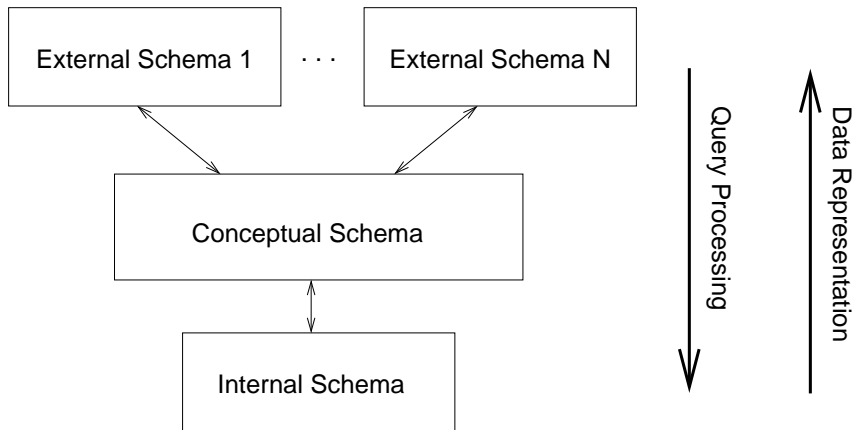 External Schema 1
. . .
External Schema N
Conceptual Schema
Internal Schema
Query Processing
Data Representation